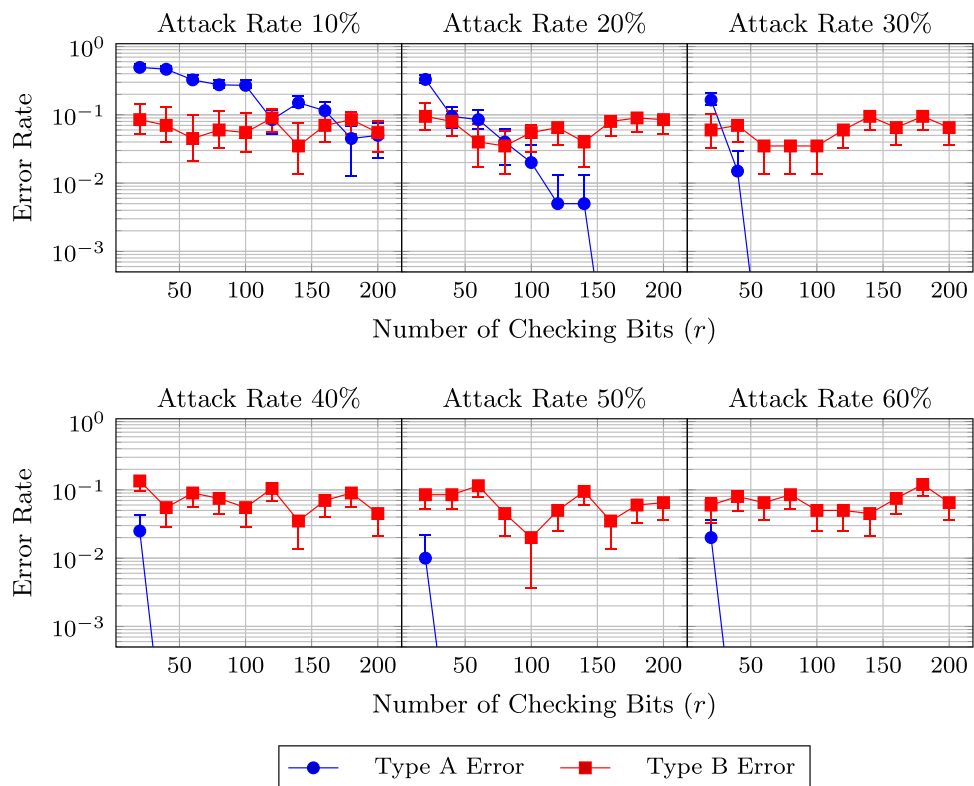 Attack Rate 10% Attack Rate 20% Attack Rate 30%
10^0
10^−1
10^−2
10^−3
Error Rate
50 100 150 200 50 100 150 200 50 100 150 200
Number of Checking Bits (r)
Attack Rate 40% Attack Rate 50% Attack Rate 60%
10^0
10^−1
10^−2
10^−3
Error Rate
50 100 150 200 50 100 150 200 50 100 150 200
Number of Checking Bits (r)
Type A Error Type B Error